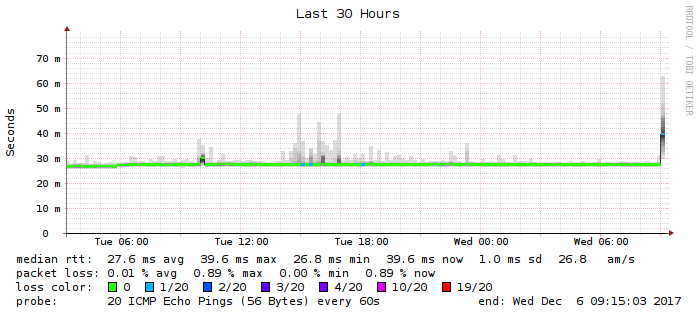 Last 30 Hours
RRDTOOL / TOBI OETIKER
Seconds
70 m
60 m
50 m
40 m
30 m
20 m
10 m
0
Tue 06:00 Tue 12:00 Tue 18:00 Wed 00:00 Wed 06:00
median rtt: 27.6 ms avg 39.6 ms max 26.8 ms min 39.6 ms now 1.0 ms sd 26.8 am/s
packet loss: 0.01 % avg 0.89 % max 0.00 % min 0.89 % now
loss color: 0 1/20 2/20 3/20 4/20 10/20 19/20
probe: 20 ICMP Echo Pings (56 Bytes) every 60s end: Wed Dec 6 09:15:03 2017